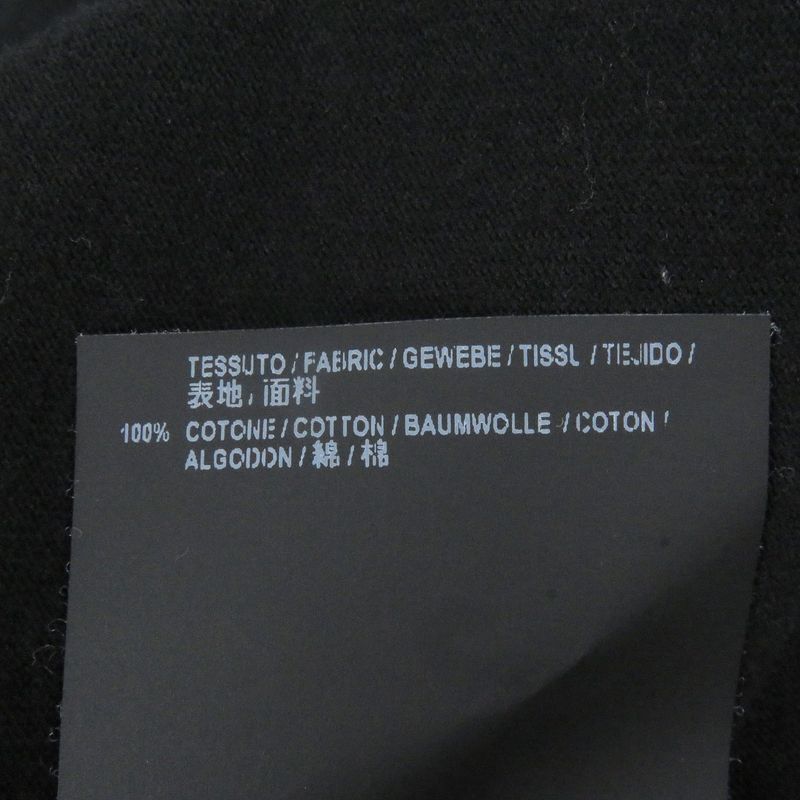 TESSUTO / FABRIC / GEWEBE / TISSU / TEJIDO /
表地, 面料
100% COTONE / COTTON / BAUMWOLLE / COTON /
ALGODON / 綿 / 棉